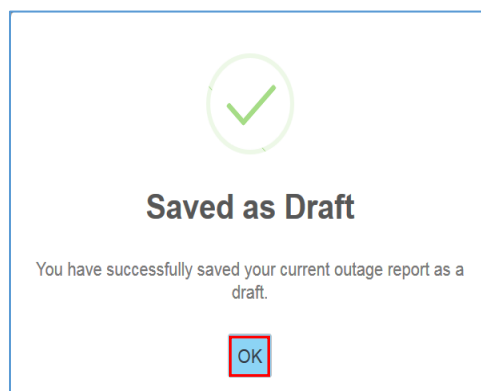 Saved as Draft
You have successfully saved your current outage report as a
draft.
OK